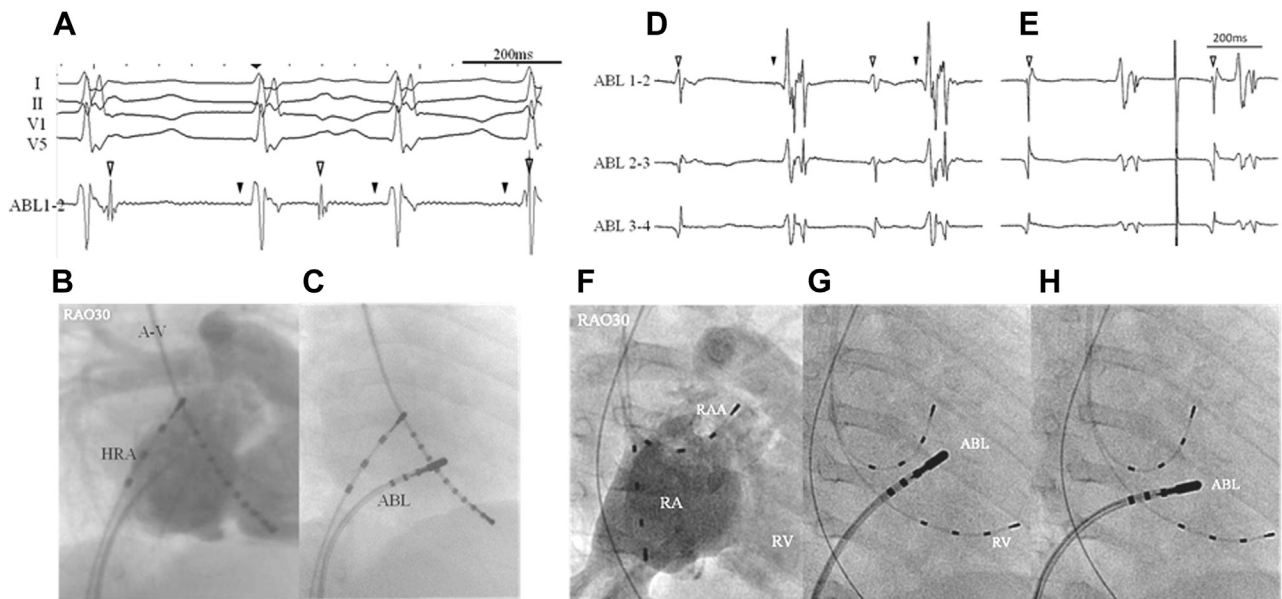 A
200ms
I
II
V1
V5
ABL1-2
D
ABL 1-2
ABL 2-3
ABL 3-4
E
200ms
B
RAO30
A-V
HRA
C
ABL
F
RAO30
RAA
RA
RV
G
ABL
RV
H
ABL